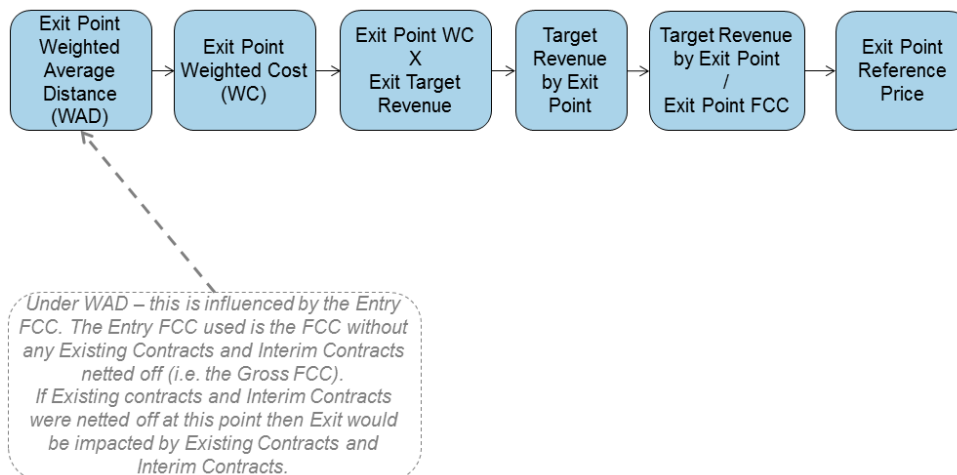 Exit Point
Weighted
Average
Distance
(WAD)
Exit Point
Weighted Cost
(WC)
Exit Point WC
X
Exit Target
Revenue
Target
Revenue
by Exit
Point
Target Revenue
by Exit Point
/
Exit Point FCC
Exit Point
Reference
Price
Under WAD – this is influenced by the Entry
FCC. The Entry FCC used is the FCC without
any Existing Contracts and Interim Contracts
netted off (i.e. the Gross FCC).
If Existing contracts and Interim Contracts
were netted off at this point then Exit would
be impacted by Existing Contracts and
Interim Contracts.